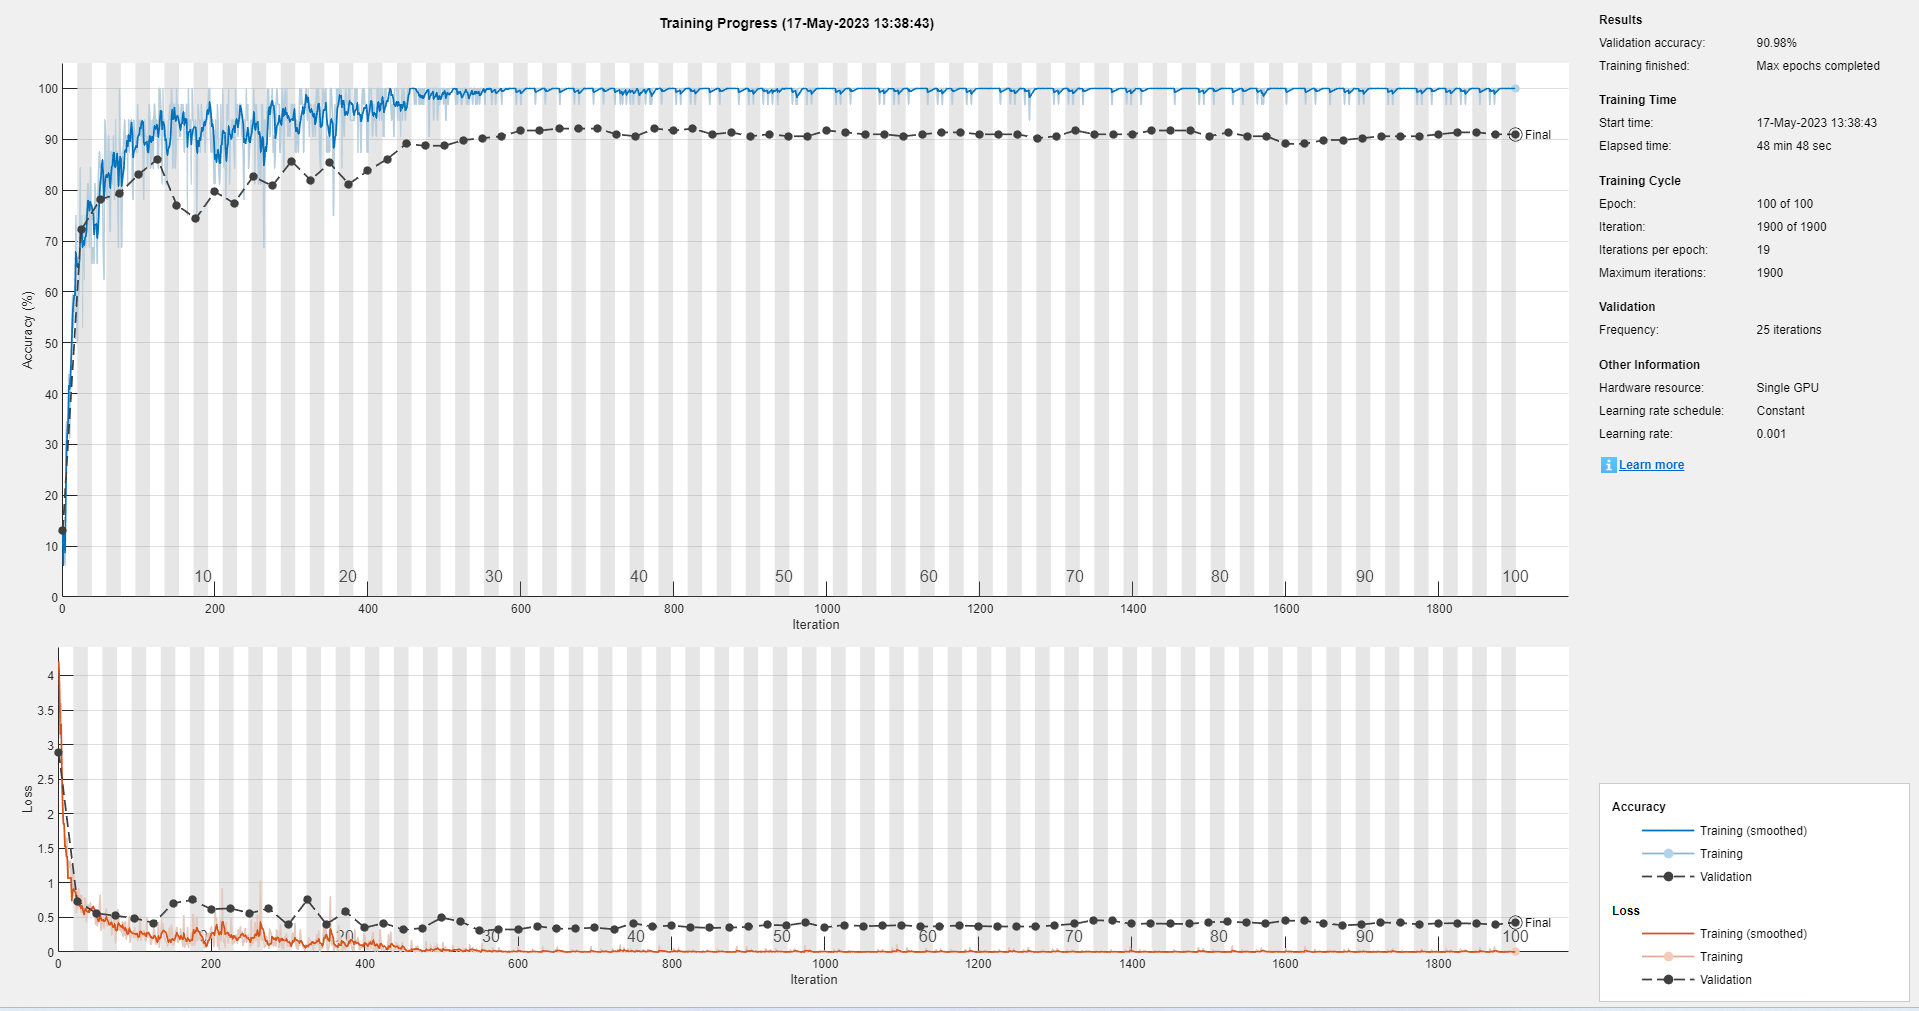 Training Progress (17-May-2023 13:38:43)
Accuracy (%)
100
90
80
70
60
50
40
30
20
10
0
10 20 30 40 50 60 70 80 90 100
0 200 400 600 800 1000 1200 1400 1600 1800
Iteration
Final
Loss
4
3.5
3
2.5
2
1.5
1
0.5
0
20 30 40 50 60 70 80 90 100
0 200 400 600 800 1000 1200 1400 1600 1800
Iteration
Final
Results
Validation accuracy: 90.98%
Training finished: Max epochs completed
Training Time
Start time: 17-May-2023 13:38:43
Elapsed time: 48 min 48 sec
Training Cycle
Epoch: 100 of 100
Iteration: 1900 of 1900
Iterations per epoch: 19
Maximum iterations: 1900
Validation
Frequency: 25 iterations
Other Information
Hardware resource: Single GPU
Learning rate schedule: Constant
Learning rate: 0.001
Learn more
Accuracy
Training (smoothed)
Training
Validation
Loss
Training (smoothed)
Training
Validation